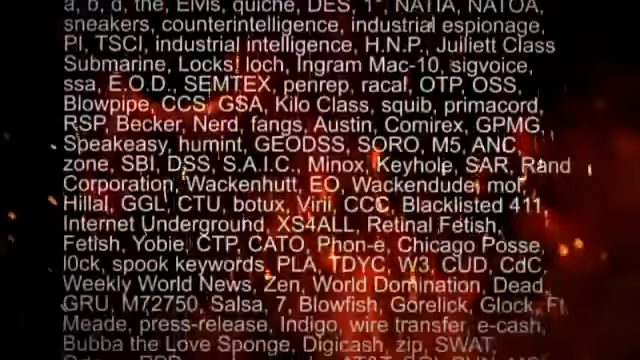 a, b, d, the, Elvis, quiche, DES, 1*, NATIA, NATOA,
sneakers, counterintelligence, industrial espionage,
PI, TSCI, industrial intelligence, H.N.P., Juiliett Class
Submarine, Locks, loch, Ingram Mac-10, sigvoice,
ssa, E.O.D., SEMTEX, penrep, racal, OTP, OSS,
Blowpipe, CCS, GSA, Kilo Class, squib, primacord,
RSP, Becker, Nerd, fangs, Austin, Comirex, GPMG,
Speakeasy, humint, GEODSS, SORO, M5, ANC,
zone, SBI, DSS, S.A.I.C., Minox, Keyhole, SAR, Rand
Corporation, Wackenhutt, EO, Wackendude, mol,
Hillal, GGL, CTU, botux, Virii, CCC, Blacklisted 411,
Internet Underground, XS4ALL, Retinal Fetish,
Fetish, Yobie, CTP, CATO, Phon-e, Chicago Posse,
l0ck, spook keywords, PLA, TDYC, W3, CUD, CdC,
Weekly World News, Zen, World Domination, Dead,
GRU, M72750, Salsa, 7, Blowfish, Gorelick, Glock, Ft.
Meade, press-release, Indigo, wire transfer, e-cash,
Bubba the Love Sponge, Digicash, zip, SWAT,